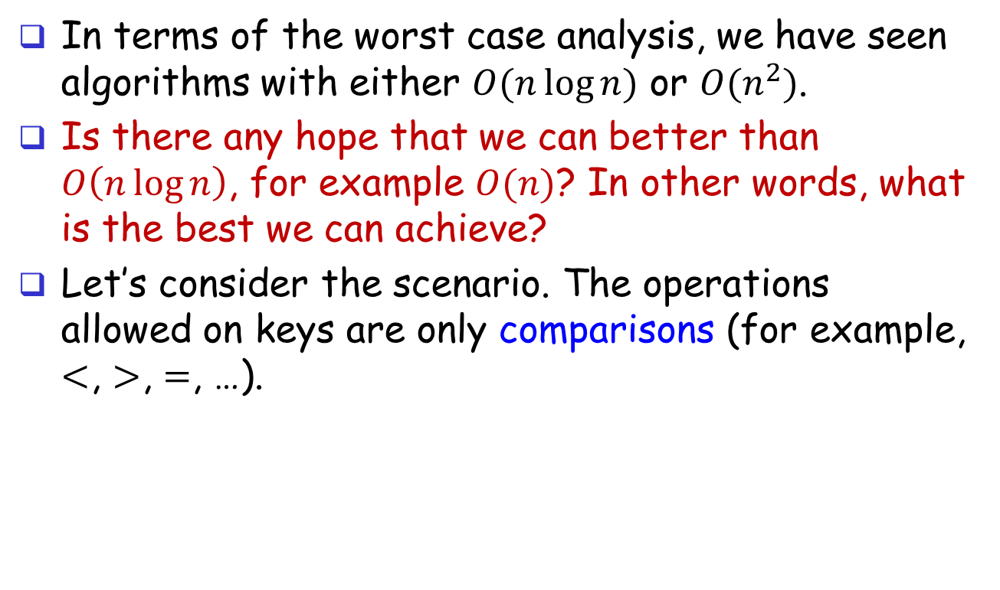 In terms of the worst case analysis, we have seen
algorithms with either O(n log n) or O(n²).
Is there any hope that we can better than
O(n log n), for example O(n)? In other words, what
is the best we can achieve?
Let's consider the scenario. The operations
allowed on keys are only comparisons (for example,
<, >, =, …).